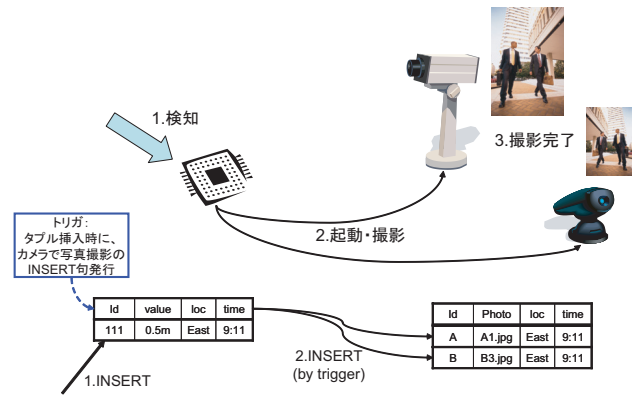 1.検知
3.撮影完了
2.起動・撮影
トリガ:
タプル挿入時に、
カメラで写真撮影の
INSERT句発行
Id value loc time
111 0.5m East 9:11
1.INSERT
2.INSERT
(by trigger)
Id Photo loc time
A A1.jpg East 9:11
B B3.jpg East 9:11